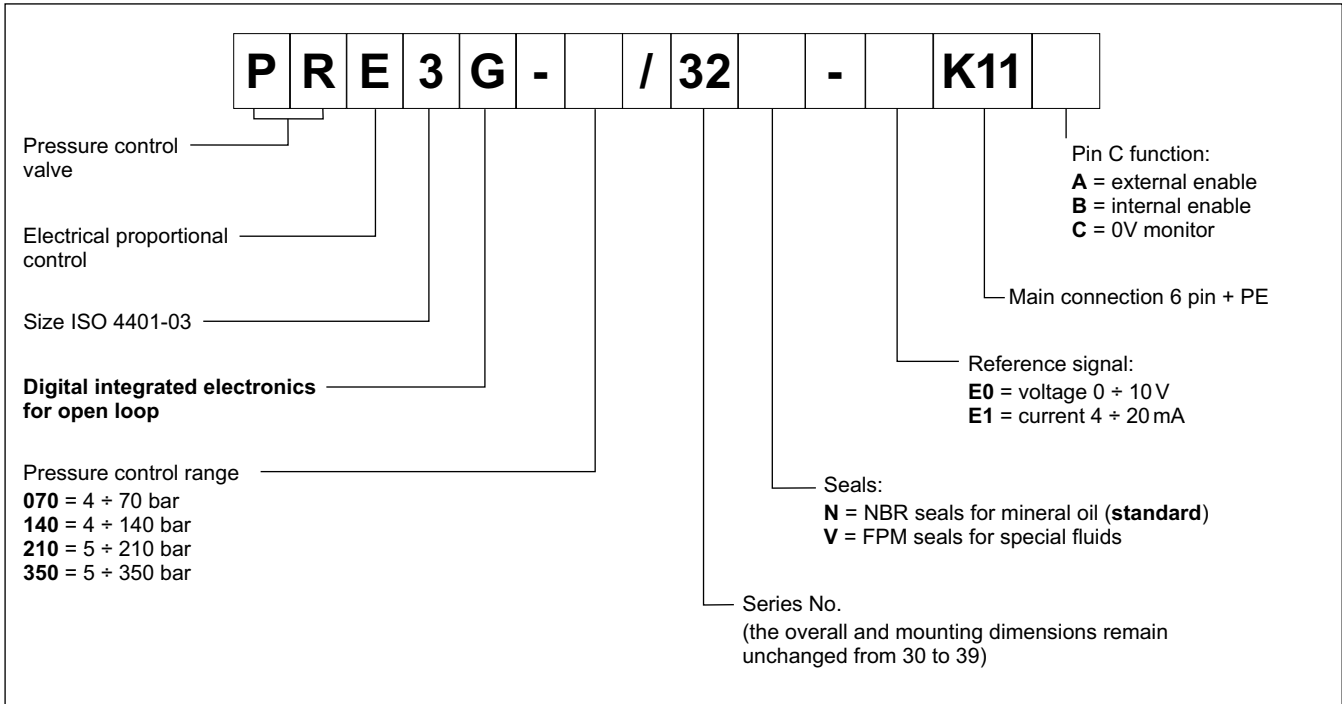 P R E 3 G - / 32 - K11
Pressure control
valve
Electrical proportional
control
Size ISO 4401-03
Digital integrated electronics
for open loop
Pressure control range
070 = 4 ÷ 70 bar
140 = 4 ÷ 140 bar
210 = 5 ÷ 210 bar
350 = 5 ÷ 350 bar
Pin C function:
A = external enable
B = internal enable
C = 0V monitor
Main connection 6 pin + PE
Reference signal:
E0 = voltage 0 ÷ 10 V
E1 = current 4 ÷ 20 mA
Seals:
N = NBR seals for mineral oil (standard)
V = FPM seals for special fluids
Series No.
(the overall and mounting dimensions remain
unchanged from 30 to 39)